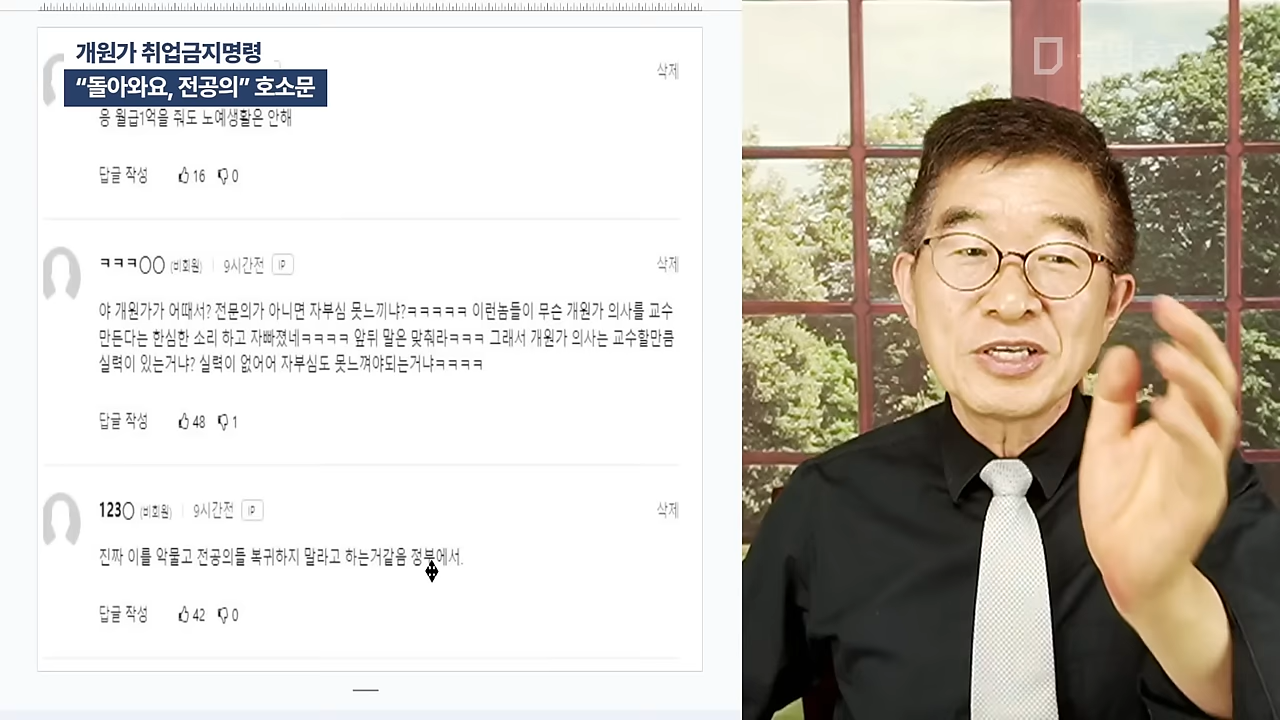 개원가 취업금지명령
“돌아와요, 전공의” 호소문
삭제
응 월급1억을 줘도 노예생활은 안해
답글 작성 16 0
ㅋㅋㅋ○○ (비회원) 9시간전 IP 삭제
야 개원가가 어때서? 전문의가 아니면 자부심 못느끼냐?ㅋㅋㅋㅋㅋ 이런놈들이 무슨 개원가 의사를 교수
만든다는 한심한 소리 하고 자빠졌네ㅋㅋㅋㅋ 앞뒤 말은 맞춰라ㅋㅋㅋ 그래서 개원가 의사는 교수할만큼
실력이 있는거냐? 실력이 없어어 자부심도 못느껴야되는거냐ㅋㅋㅋㅋ
답글 작성 48 1
123○ (비회원) 9시간전 IP 삭제
진짜 이를 악물고 전공의들 복귀하지 말라고 하는거같음 정부에서.
답글 작성 42 0